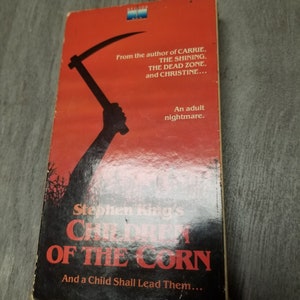 From the author of CARRIE,
THE SHINING,
THE DEAD ZONE,
and CHRISTINE...
An adult
nightmare.
Stephen King's
CHILDREN
OF THE CORN
And a Child Shall Lead Them...